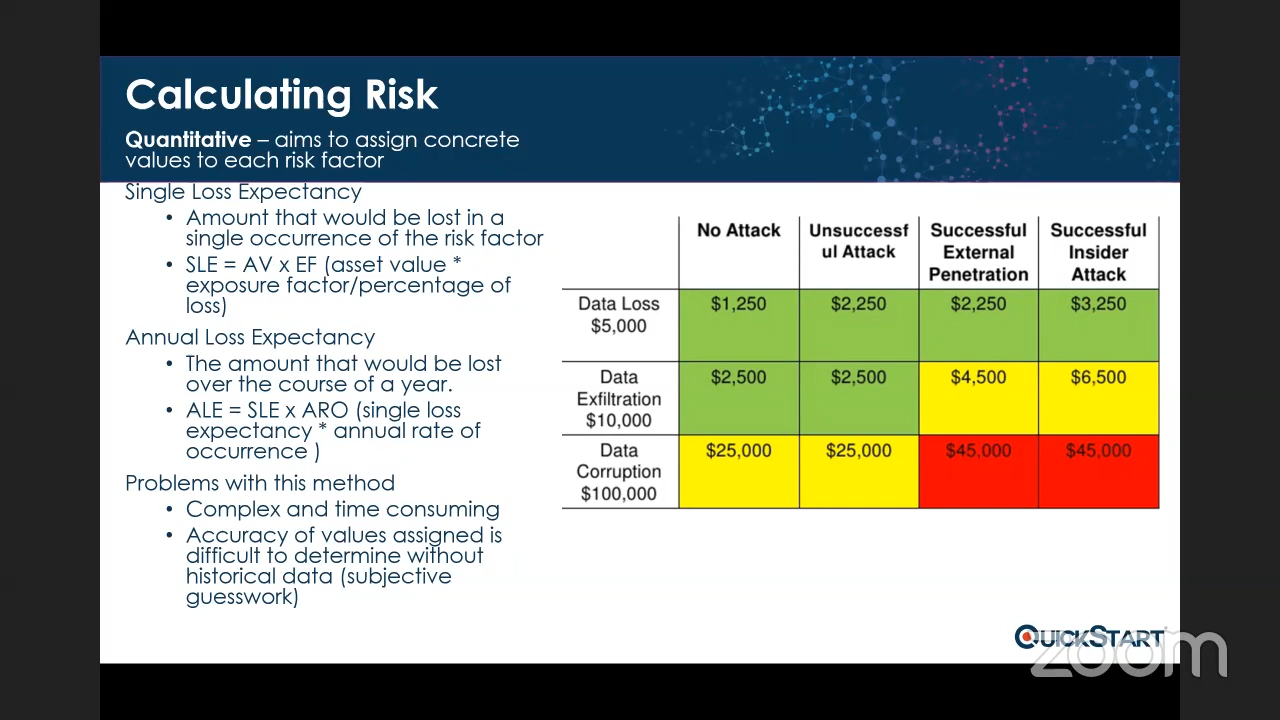 Calculating Risk
Quantitative – aims to assign concrete
values to each risk factor
Single Loss Expectancy
• Amount that would be lost in a
single occurrence of the risk factor
• SLE = AV x EF (asset value *
exposure factor/percentage of
loss)
Annual Loss Expectancy
• The amount that would be lost
over the course of a year.
• ALE = SLE x ARO (single loss
expectancy * annual rate of
occurrence )
Problems with this method
• Complex and time consuming
• Accuracy of values assigned is
difficult to determine without
historical data (subjective
guesswork)
No Attack
Unsuccessf
ul Attack
Successful
External
Penetration
Successful
Insider
Attack
Data Loss
$5,000
$1,250
$2,250
$2,250
$3,250
Data
Exfiltration
$10,000
$2,500
$2,500
$4,500
$6,500
Data
Corruption
$100,000
$25,000
$25,000
$45,000
$45,000
QUICKSTART
zoom